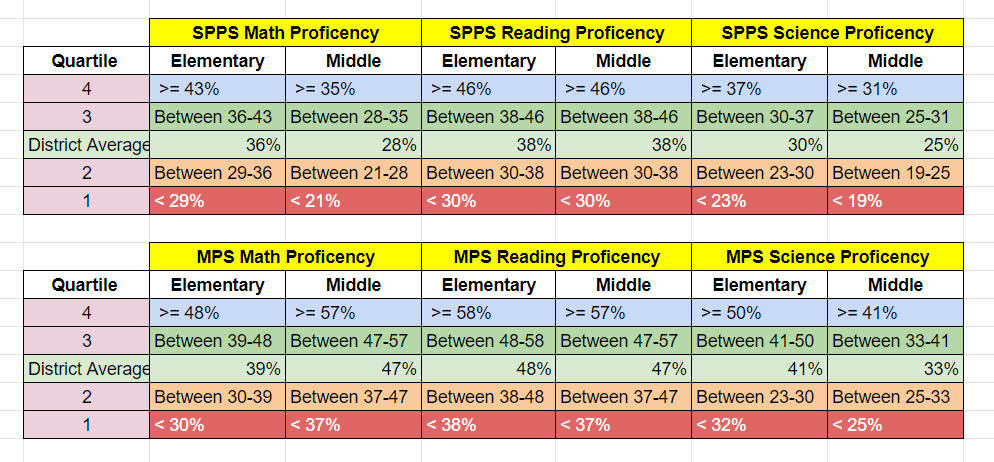 SPPS Math Proficency SPPS Reading Proficency SPPS Science Proficency
Quartile Elementary Middle Elementary Middle Elementary Middle
4 >= 43% >= 35% >= 46% >= 46% >= 37% >= 31%
3 Between 36-43 Between 28-35 Between 38-46 Between 38-46 Between 30-37 Between 25-31
District Average 36% 28% 38% 38% 30% 25%
2 Between 29-36 Between 21-28 Between 30-38 Between 30-38 Between 23-30 Between 19-25
1 < 29% < 21% < 30% < 30% < 23% < 19%
MPS Math Proficency MPS Reading Proficency MPS Science Proficency
Quartile Elementary Middle Elementary Middle Elementary Middle
4 >= 48% >= 57% >= 58% >= 57% >= 50% >= 41%
3 Between 39-48 Between 47-57 Between 48-58 Between 47-57 Between 41-50 Between 33-41
District Average 39% 47% 48% 47% 41% 33%
2 Between 30-39 Between 37-47 Between 38-48 Between 37-47 Between 23-30 Between 25-33
1 < 30% < 37% < 38% < 37% < 32% < 25%